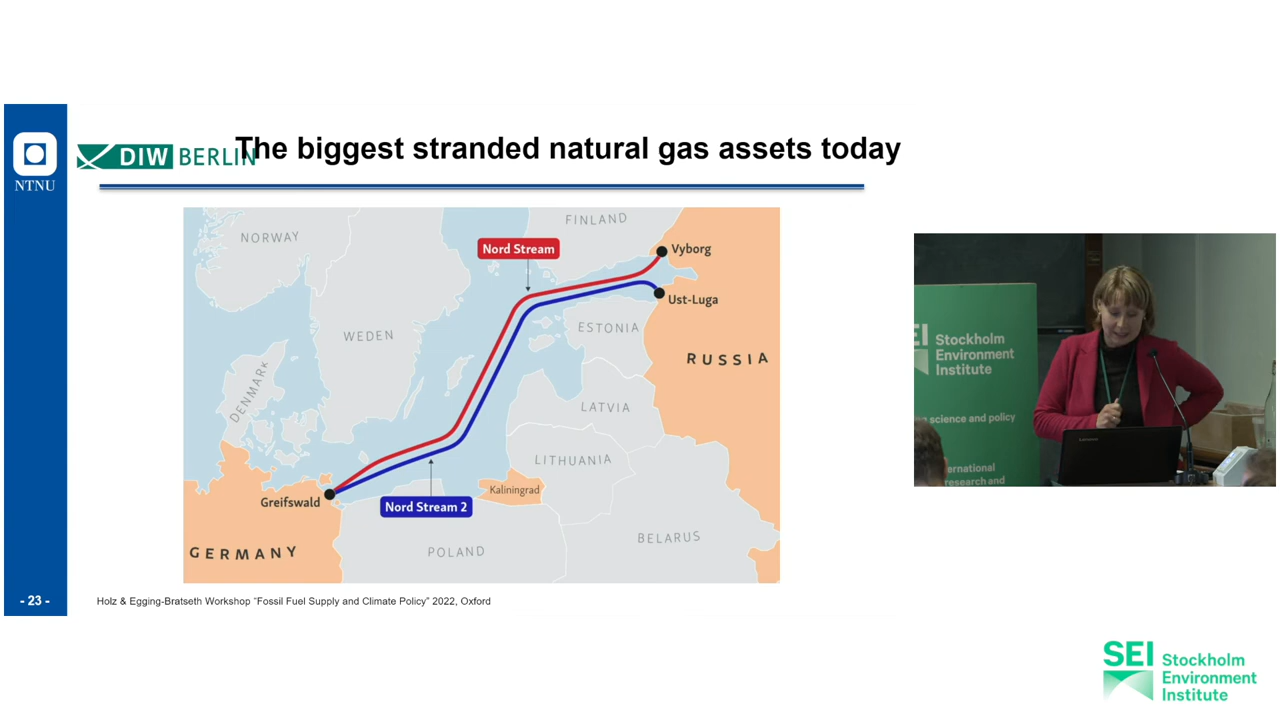 The biggest stranded natural gas assets today
NTNU
DIW BERLIN
NORWAY
FINLAND
Nord Stream
Vyborg
Ust-Luga
WEDEN
ESTONIA
RUSSIA
DENMARK
LATVIA
LITHUANIA
Kaliningrad
Greifswald
Nord Stream 2
GERMANY
POLAND
BELARUS
- 23 -
Holz & Egging-Bratseth Workshop "Fossil Fuel Supply and Climate Policy" 2022, Oxford
EI
Stockholm
Environment
Institute
science and policy
ernational
research and
SEI Stockholm
Environment
Institute